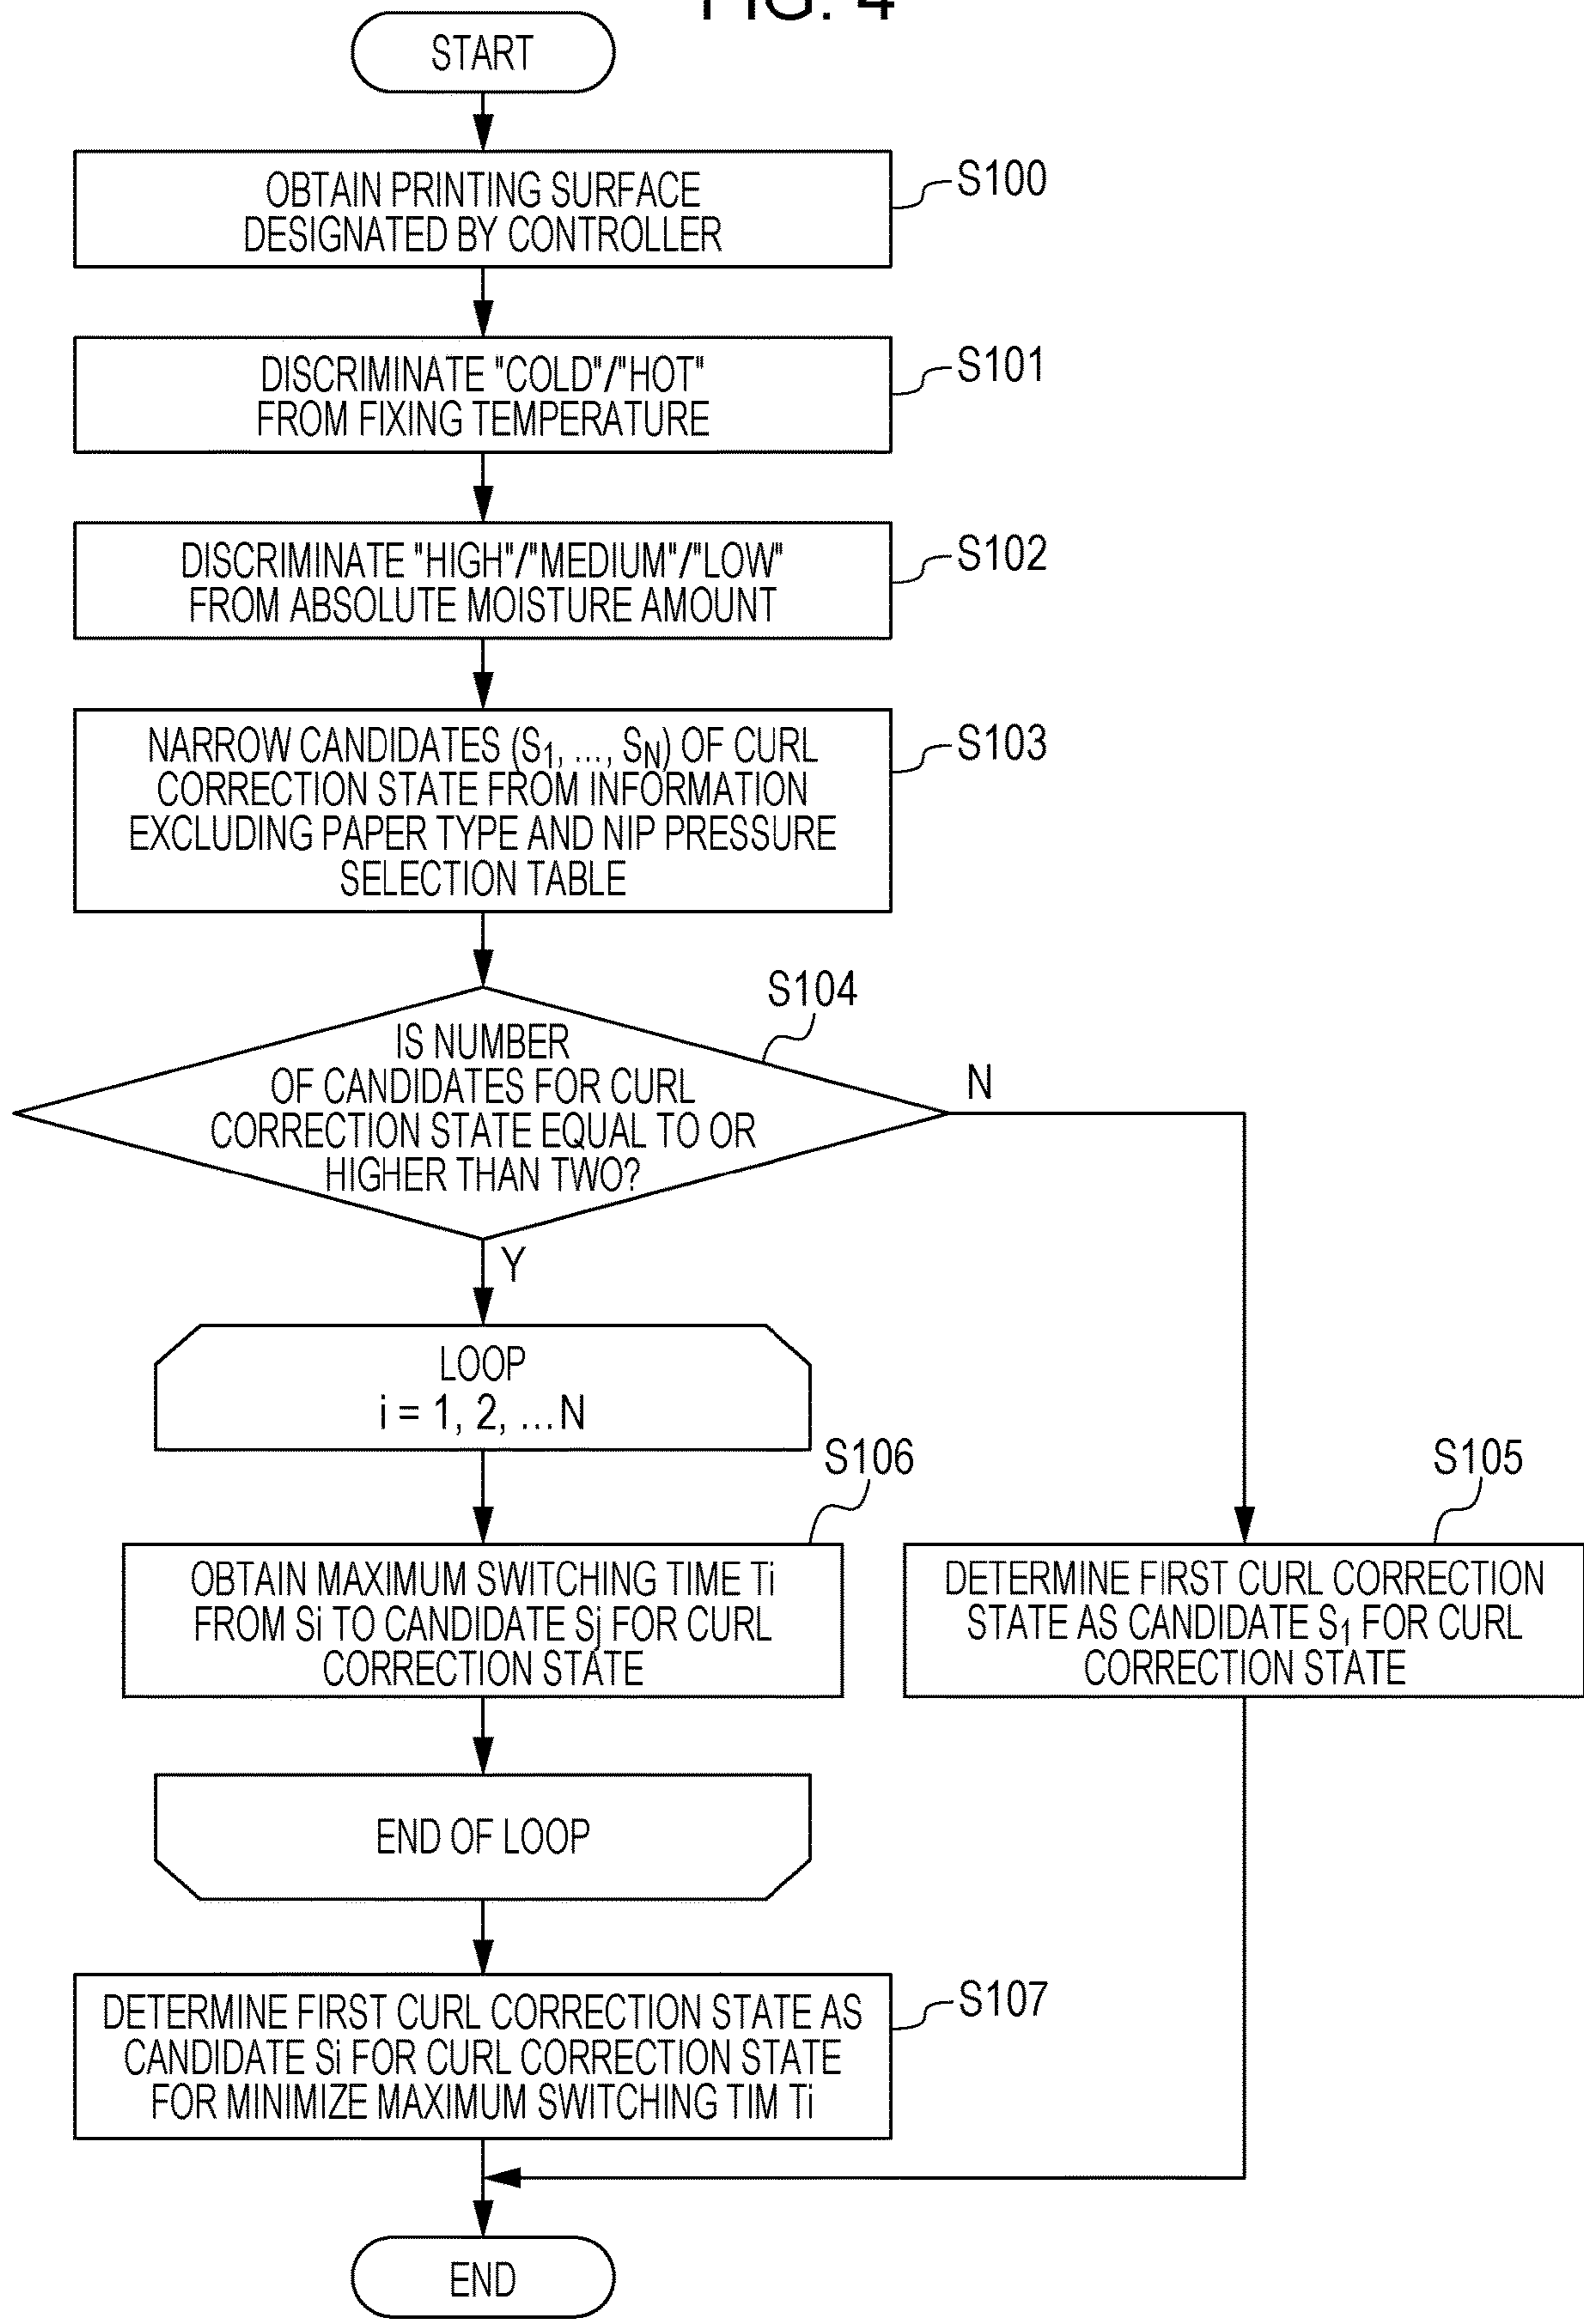 FIG. 4
START
OBTAIN PRINTING SURFACE
DESIGNATED BY CONTROLLER
S100
DISCRIMINATE "COLD"/"HOT"
FROM FIXING TEMPERATURE
S101
DISCRIMINATE "HIGH"/"MEDIUM"/"LOW"
FROM ABSOLUTE MOISTURE AMOUNT
S102
NARROW CANDIDATES (S1, ..., SN) OF CURL
CORRECTION STATE FROM INFORMATION
EXCLUDING PAPER TYPE AND NIP PRESSURE
SELECTION TABLE
S103
S104
IS NUMBER
OF CANDIDATES FOR CURL
CORRECTION STATE EQUAL TO OR
HIGHER THAN TWO?
N
Y
LOOP
i = 1, 2, ...N
S106
OBTAIN MAXIMUM SWITCHING TIME Ti
FROM Si TO CANDIDATE Sj FOR CURL
CORRECTION STATE
S105
DETERMINE FIRST CURL CORRECTION
STATE AS CANDIDATE S1 FOR CURL
CORRECTION STATE
END OF LOOP
DETERMINE FIRST CURL CORRECTION STATE AS
CANDIDATE Si FOR CURL CORRECTION STATE
FOR MINIMIZE MAXIMUM SWITCHING TIM Ti
S107
END